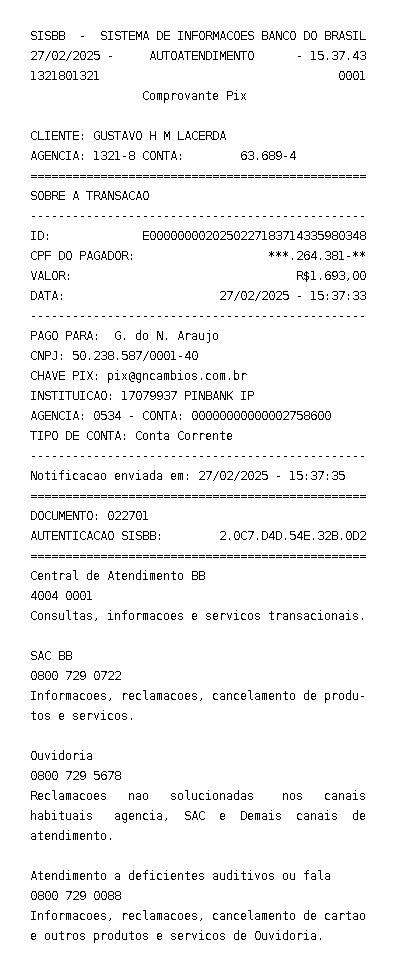 SISBB  -  SISTEMA DE INFORMACOES BANCO DO BRASIL
27/02/2025 -     AUTOATENDIMENTO      - 15.37.43
1321801321                                  0001
Comprovante Pix
CLIENTE: GUSTAVO H M LACERDA
AGENCIA: 1321-8 CONTA:        63.689-4
================================================
SOBRE A TRANSACAO
------------------------------------------------
ID:             E00000000202502271837143359803​48
CPF DO PAGADOR:                   ***.264.381-**
VALOR:                                R$1.693,00
DATA:                      27/02/2025 - 15:37:33
------------------------------------------------
PAGO PARA:  G. do N. Araujo
CNPJ: 50.238.587/0001-40
CHAVE PIX: pix@gncambios.com.br
INSTITUICAO: 17079937 PINBANK IP
AGENCIA: 0534 - CONTA: 00000000000002758600
TIPO DE CONTA: Conta Corrente
------------------------------------------------
Notificacao enviada em: 27/02/2025 - 15:37:35
================================================
DOCUMENTO: 022701
AUTENTICACAO SISBB:        2.0C7.D4D.54E.32B.0D2
================================================
Central de Atendimento BB
4004 0001
Consultas, informacoes e servicos transacionais.
SAC BB
0800 729 0722
Informacoes, reclamacoes, cancelamento de produ-
tos e servicos.
Ouvidoria
0800 729 5678
Reclamacoes nao solucionadas nos canais
habituais agencia, SAC e Demais canais de
atendimento.
Atendimento a deficientes auditivos ou fala
0800 729 0088
Informacoes, reclamacoes, cancelamento de cartao
e outros produtos e servicos de Ouvidoria.